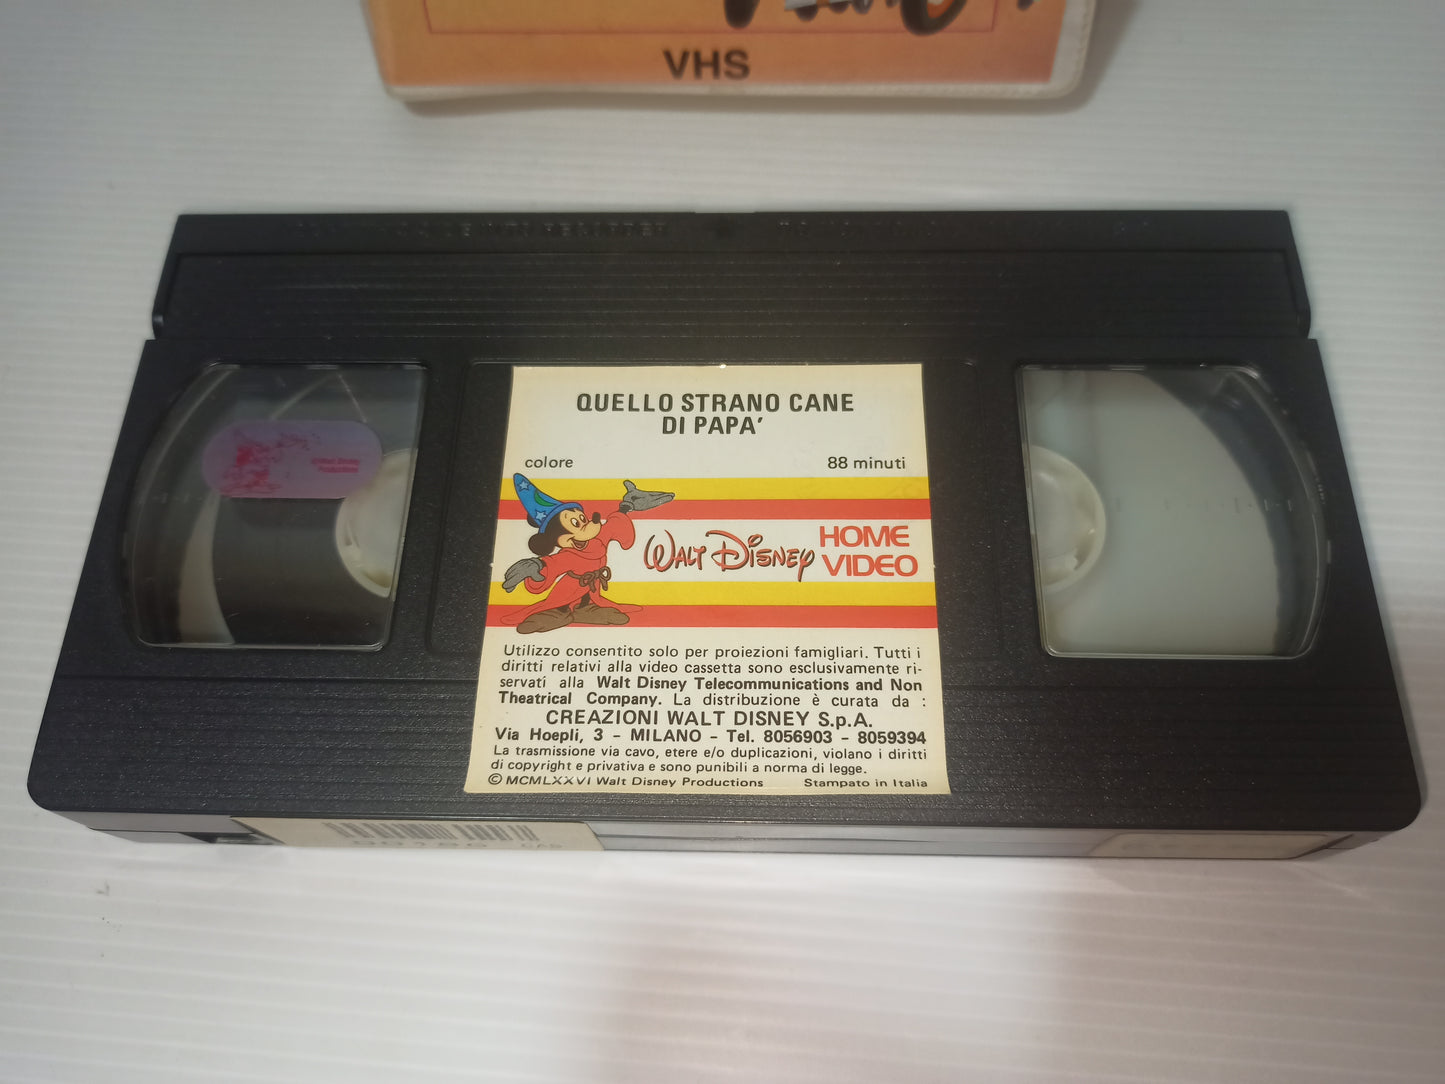 VHS
QUELLO STRANO CANE
DI PAPA'
colore 88 minuti
WALT DISNEY HOME
VIDEO
Utilizzo consentito solo per proiezioni famigliari. Tutti i
diritti relativi alla video cassetta sono esclusivamente ri-
servati alla Walt Disney Telecommunications and Non
Theatrical Company. La distribuzione è curata da :
CREAZIONI WALT DISNEY S.p.A.
Via Hoepli, 3 - MILANO - Tel. 8056903 - 8059394
La trasmissione via cavo, etere e/o duplicazioni, violano i diritti
di copyright e privativa e sono punibili a norma di legge.
© MCMLXXVI Walt Disney Productions Stampato in Italia
©Walt Disney
Productions